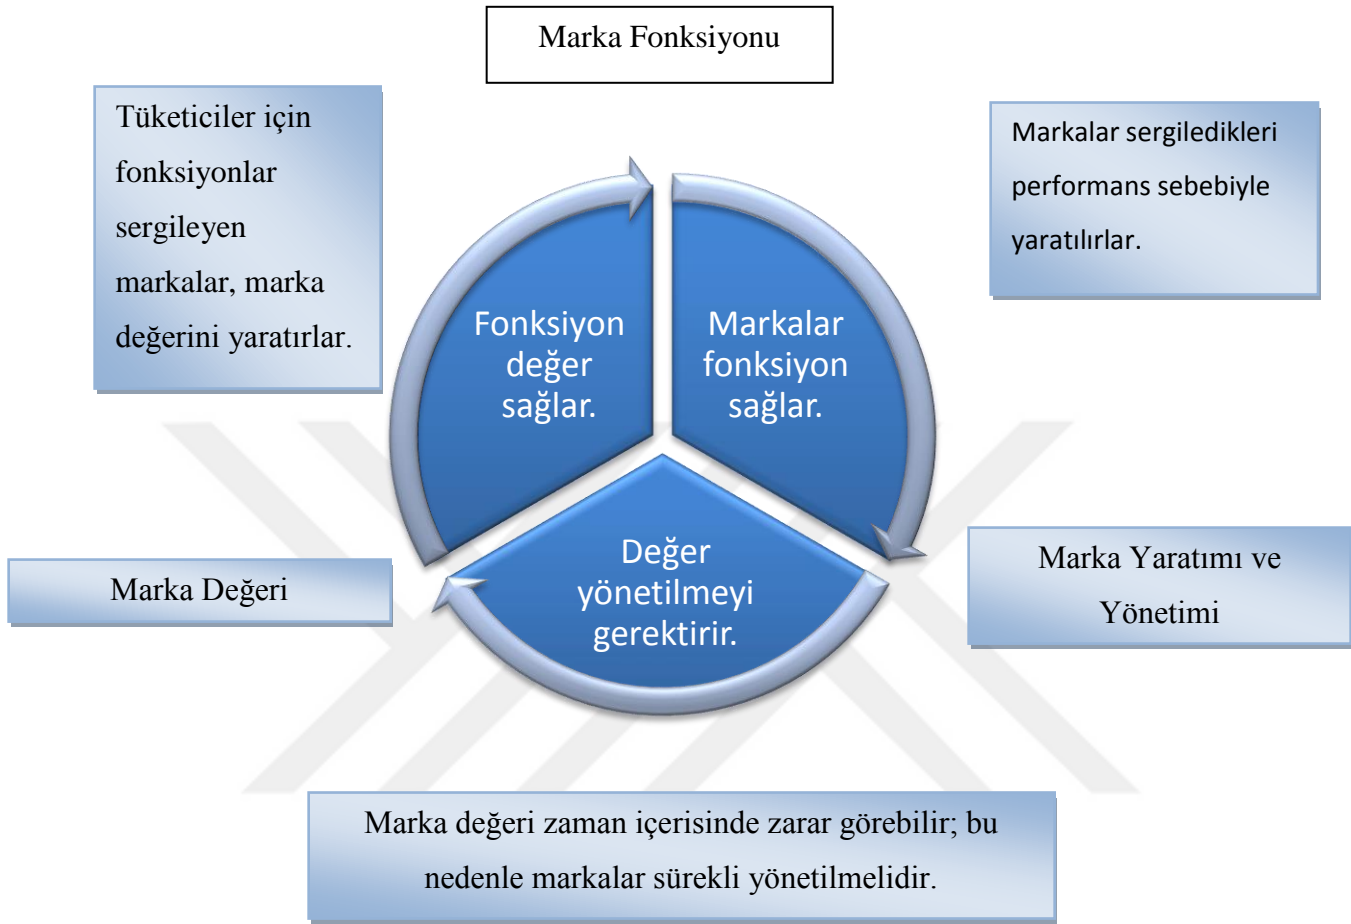 Marka Fonksiyonu
Tüketiciler için
fonksiyonlar
sergileyen
markalar, marka
değerini yaratırlar.
Markalar sergiledikleri
performans sebebiyle
yaratılırlar.
Fonksiyon
değer
sağlar.
Markalar
fonksiyon
sağlar.
Değer
yönetilmeyi
gerektirir.
Marka Değeri
Marka Yaratımı ve
Yönetimi
Marka değeri zaman içerisinde zarar görebilir; bu
nedenle markalar sürekli yönetilmelidir.